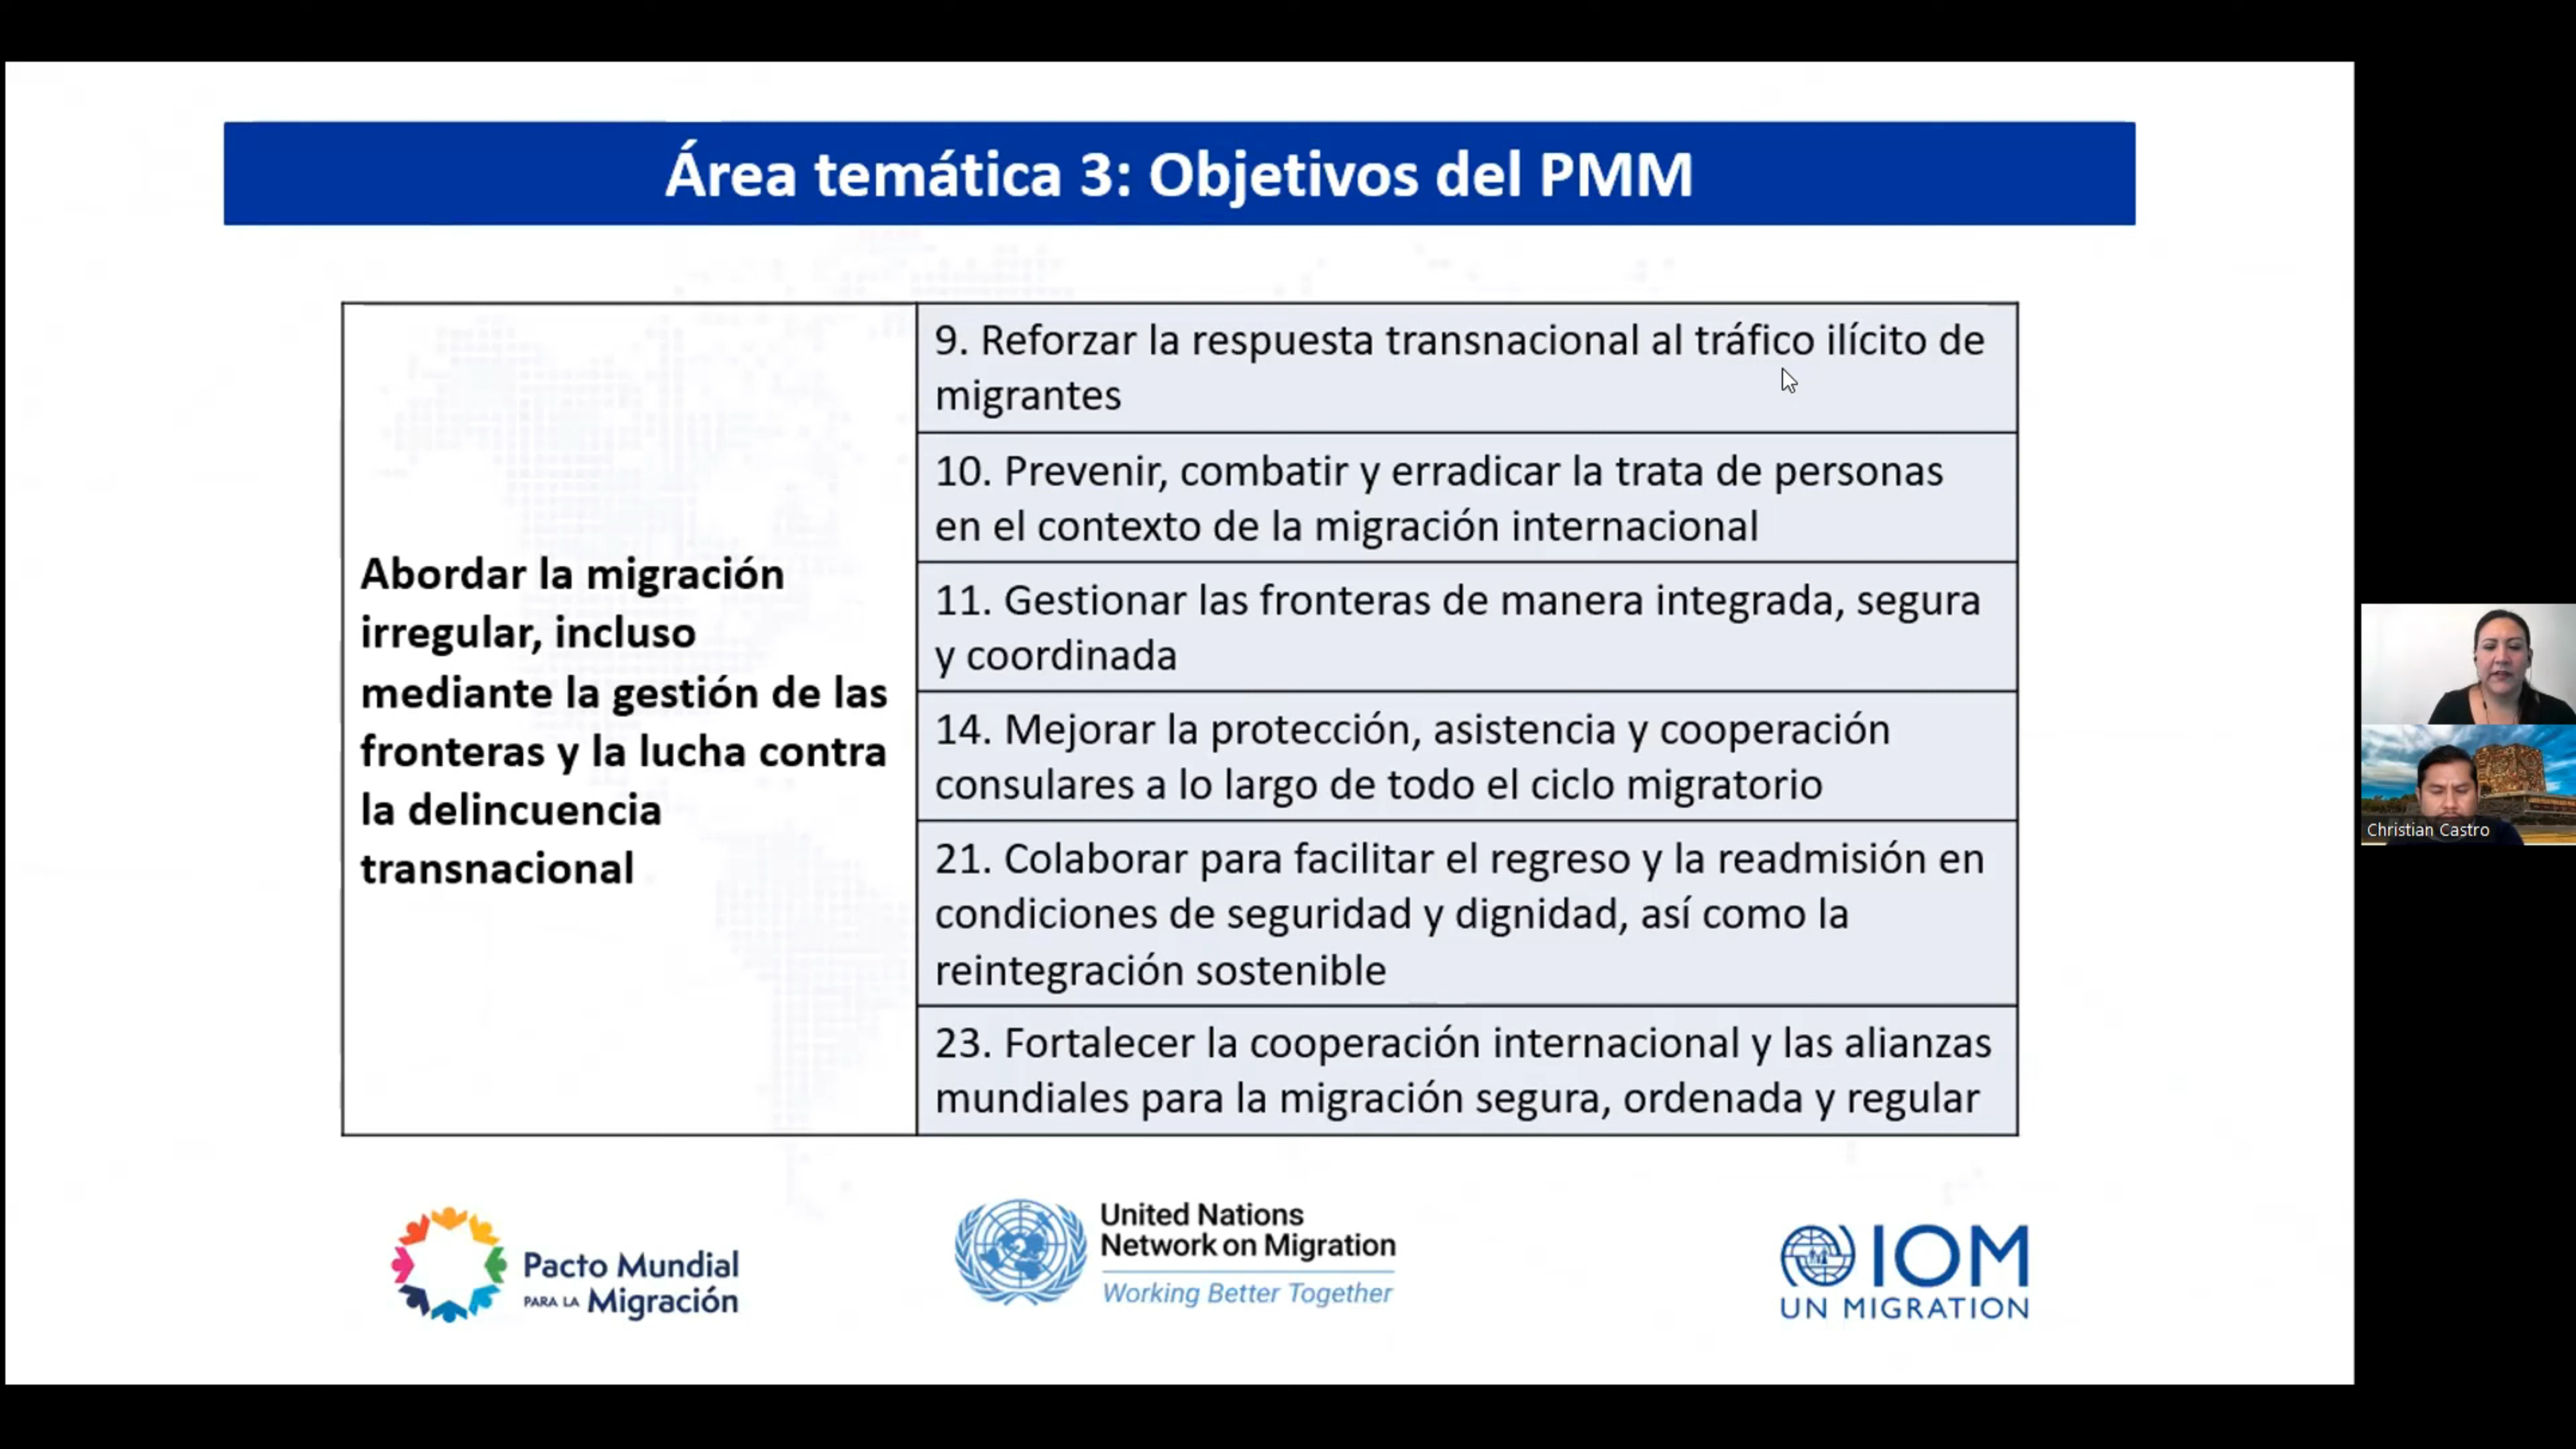 Área temática 3: Objetivos del PMM
Abordar la migración
irregular, incluso
mediante la gestión de las
fronteras y la lucha contra
la delincuencia
transnacional
9. Reforzar la respuesta transnacional al tráfico ilícito de
migrantes
10. Prevenir, combatir y erradicar la trata de personas
en el contexto de la migración internacional
11. Gestionar las fronteras de manera integrada, segura
y coordinada
14. Mejorar la protección, asistencia y cooperación
consulares a lo largo de todo el ciclo migratorio
21. Colaborar para facilitar el regreso y la readmisión en
condiciones de seguridad y dignidad, así como la
reintegración sostenible
23. Fortalecer la cooperación internacional y las alianzas
mundiales para la migración segura, ordenada y regular
Pacto Mundial
PARA LA Migración
United Nations
Network on Migration
Working Better Together
IOM
UN MIGRATION
Christian Castro